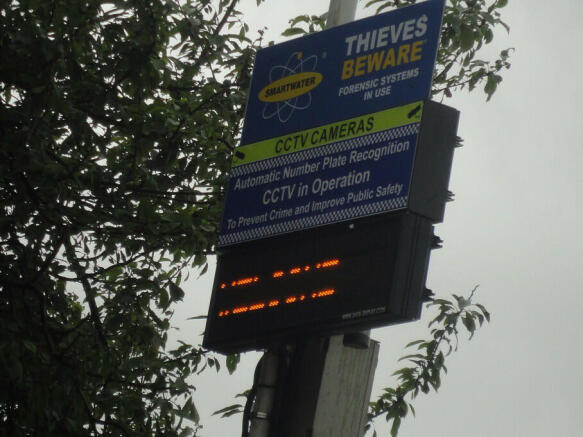 THIEVES
BEWARE
FORENSIC SYSTEMS
IN USE
SMARTWATER
CCTV CAMERAS
Automatic Number Plate Recognition
CCTV in Operation
To Prevent Crime and Improve Public Safety